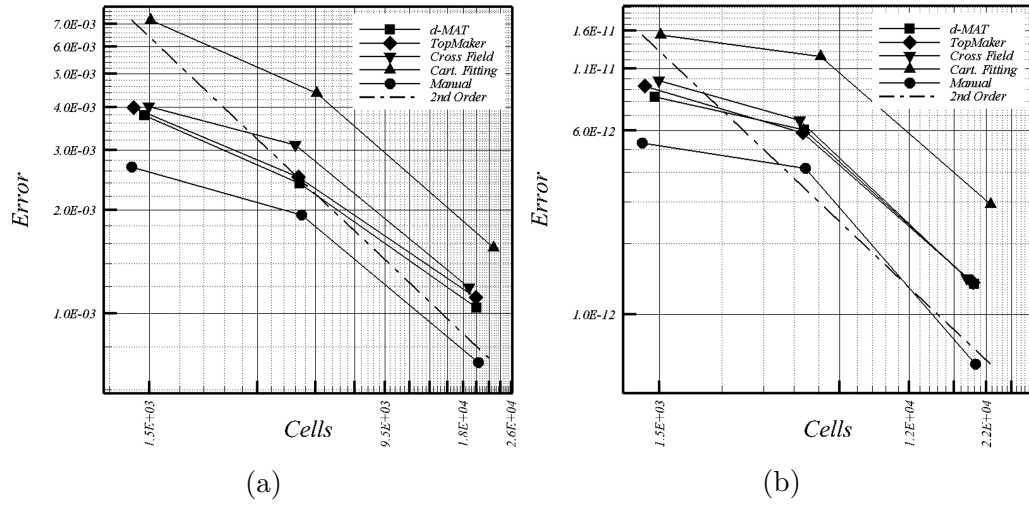 7.0E-03
6.0E-03
5.0E-03
4.0E-03
3.0E-03
2.0E-03
1.0E-03
Error
d-MAT
TopMaker
Cross Field
Cart. Fitting
Manual
2nd Order
1.5E+03
9.5E+03
1.8E+04
2.6E+04
Cells
(a)
1.6E-11
1.1E-11
6.0E-12
1.0E-12
Error
d-MAT
TopMaker
Cross Field
Cart. Fitting
Manual
2nd Order
1.5E+03
1.2E+04
2.2E+04
Cells
(b)